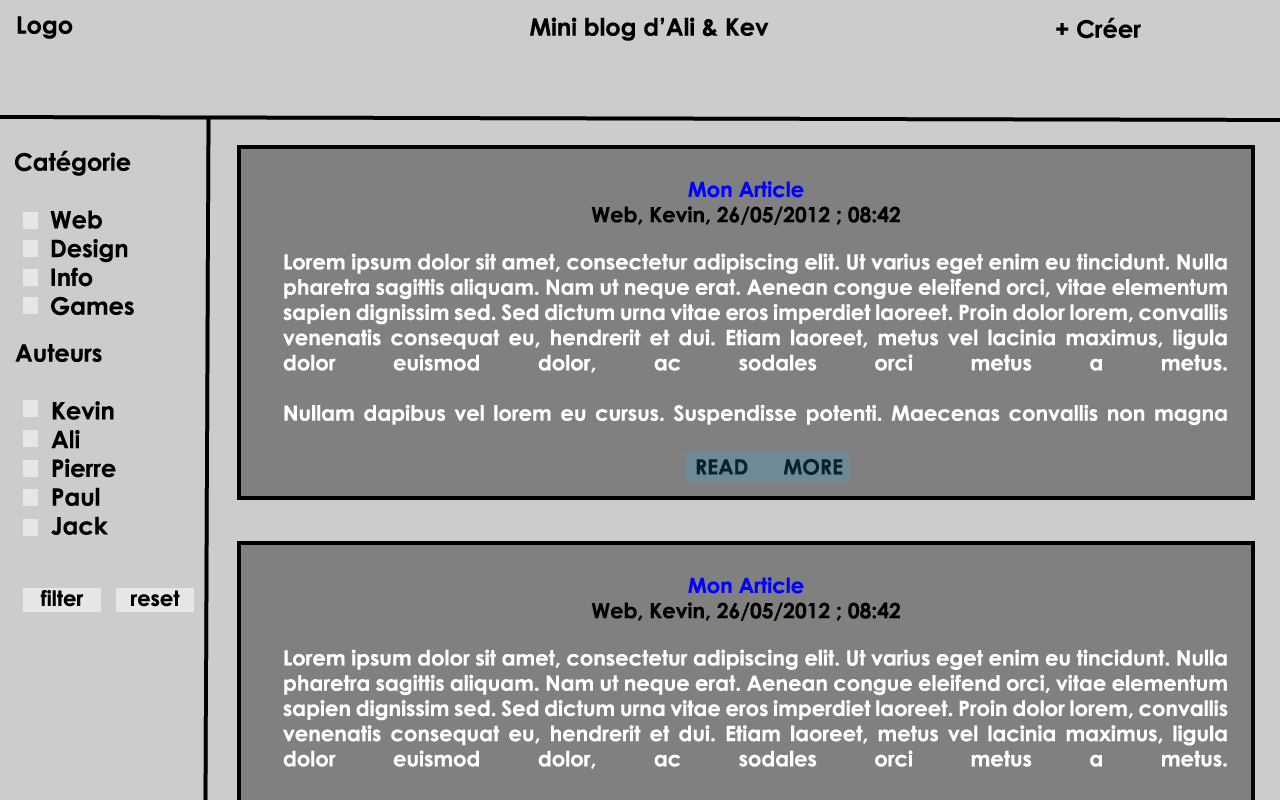 Logo
Mini blog d’Ali & Kev
+ Créer
Catégorie
Web
Design
Info
Games
Auteurs
Kevin
Ali
Pierre
Paul
Jack
filter
reset
Mon Article
Web, Kevin, 26/05/2012 ; 08:42
Lorem ipsum dolor sit amet, consectetur adipiscing elit. Ut varius eget enim eu tincidunt. Nulla
pharetra sagittis aliquam. Nam ut neque erat. Aenean congue eleifend orci, vitae elementum
sapien dignissim sed. Sed dictum urna vitae eros imperdiet laoreet. Proin dolor lorem, convallis
venenatis consequat eu, hendrerit et dui. Etiam laoreet, metus vel lacinia maximus, ligula
dolor euismod dolor, ac sodales orci metus a metus.
Nullam dapibus vel lorem eu cursus. Suspendisse potenti. Maecenas convallis non magna
READ MORE
Mon Article
Web, Kevin, 26/05/2012 ; 08:42
Lorem ipsum dolor sit amet, consectetur adipiscing elit. Ut varius eget enim eu tincidunt. Nulla
pharetra sagittis aliquam. Nam ut neque erat. Aenean congue eleifend orci, vitae elementum
sapien dignissim sed. Sed dictum urna vitae eros imperdiet laoreet. Proin dolor lorem, convallis
venenatis consequat eu, hendrerit et dui. Etiam laoreet, metus vel lacinia maximus, ligula
dolor euismod dolor, ac sodales orci metus a metus.